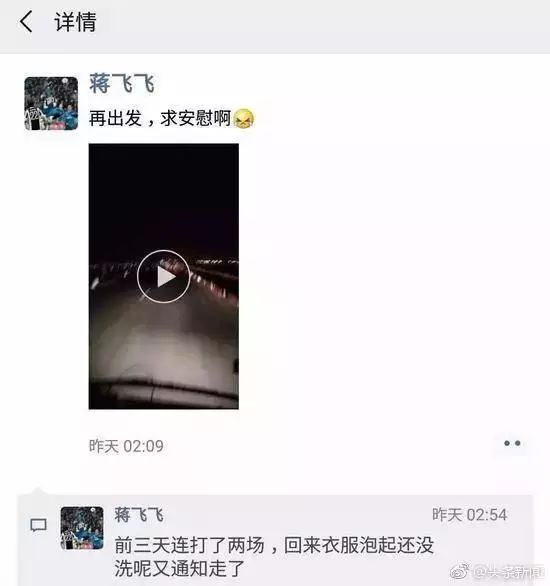 详情
蒋飞飞
再出发，求安慰啊
昨天 02:09
蒋飞飞
昨天 02:54
前三天连打了两场，回来衣服泡起还没
洗呢又通知走了
@头条新闻